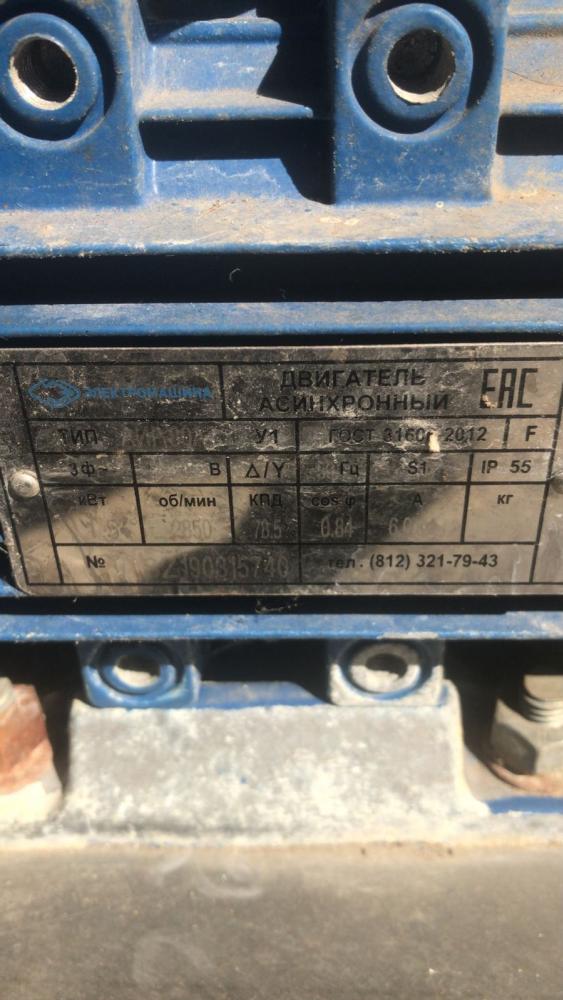 ЭЛЕКТРОМАШИНА
ДВИГАТЕЛЬ
АСИНХРОННЫЙ
EAC
ТИП У1 ГОСТ 2012 F
3ф~ В Δ/Y Гц S1 IP 55
кВт об/мин КПД cos φ А кг
2850 78.5 0.84
№ тел. (812) 321-79-43